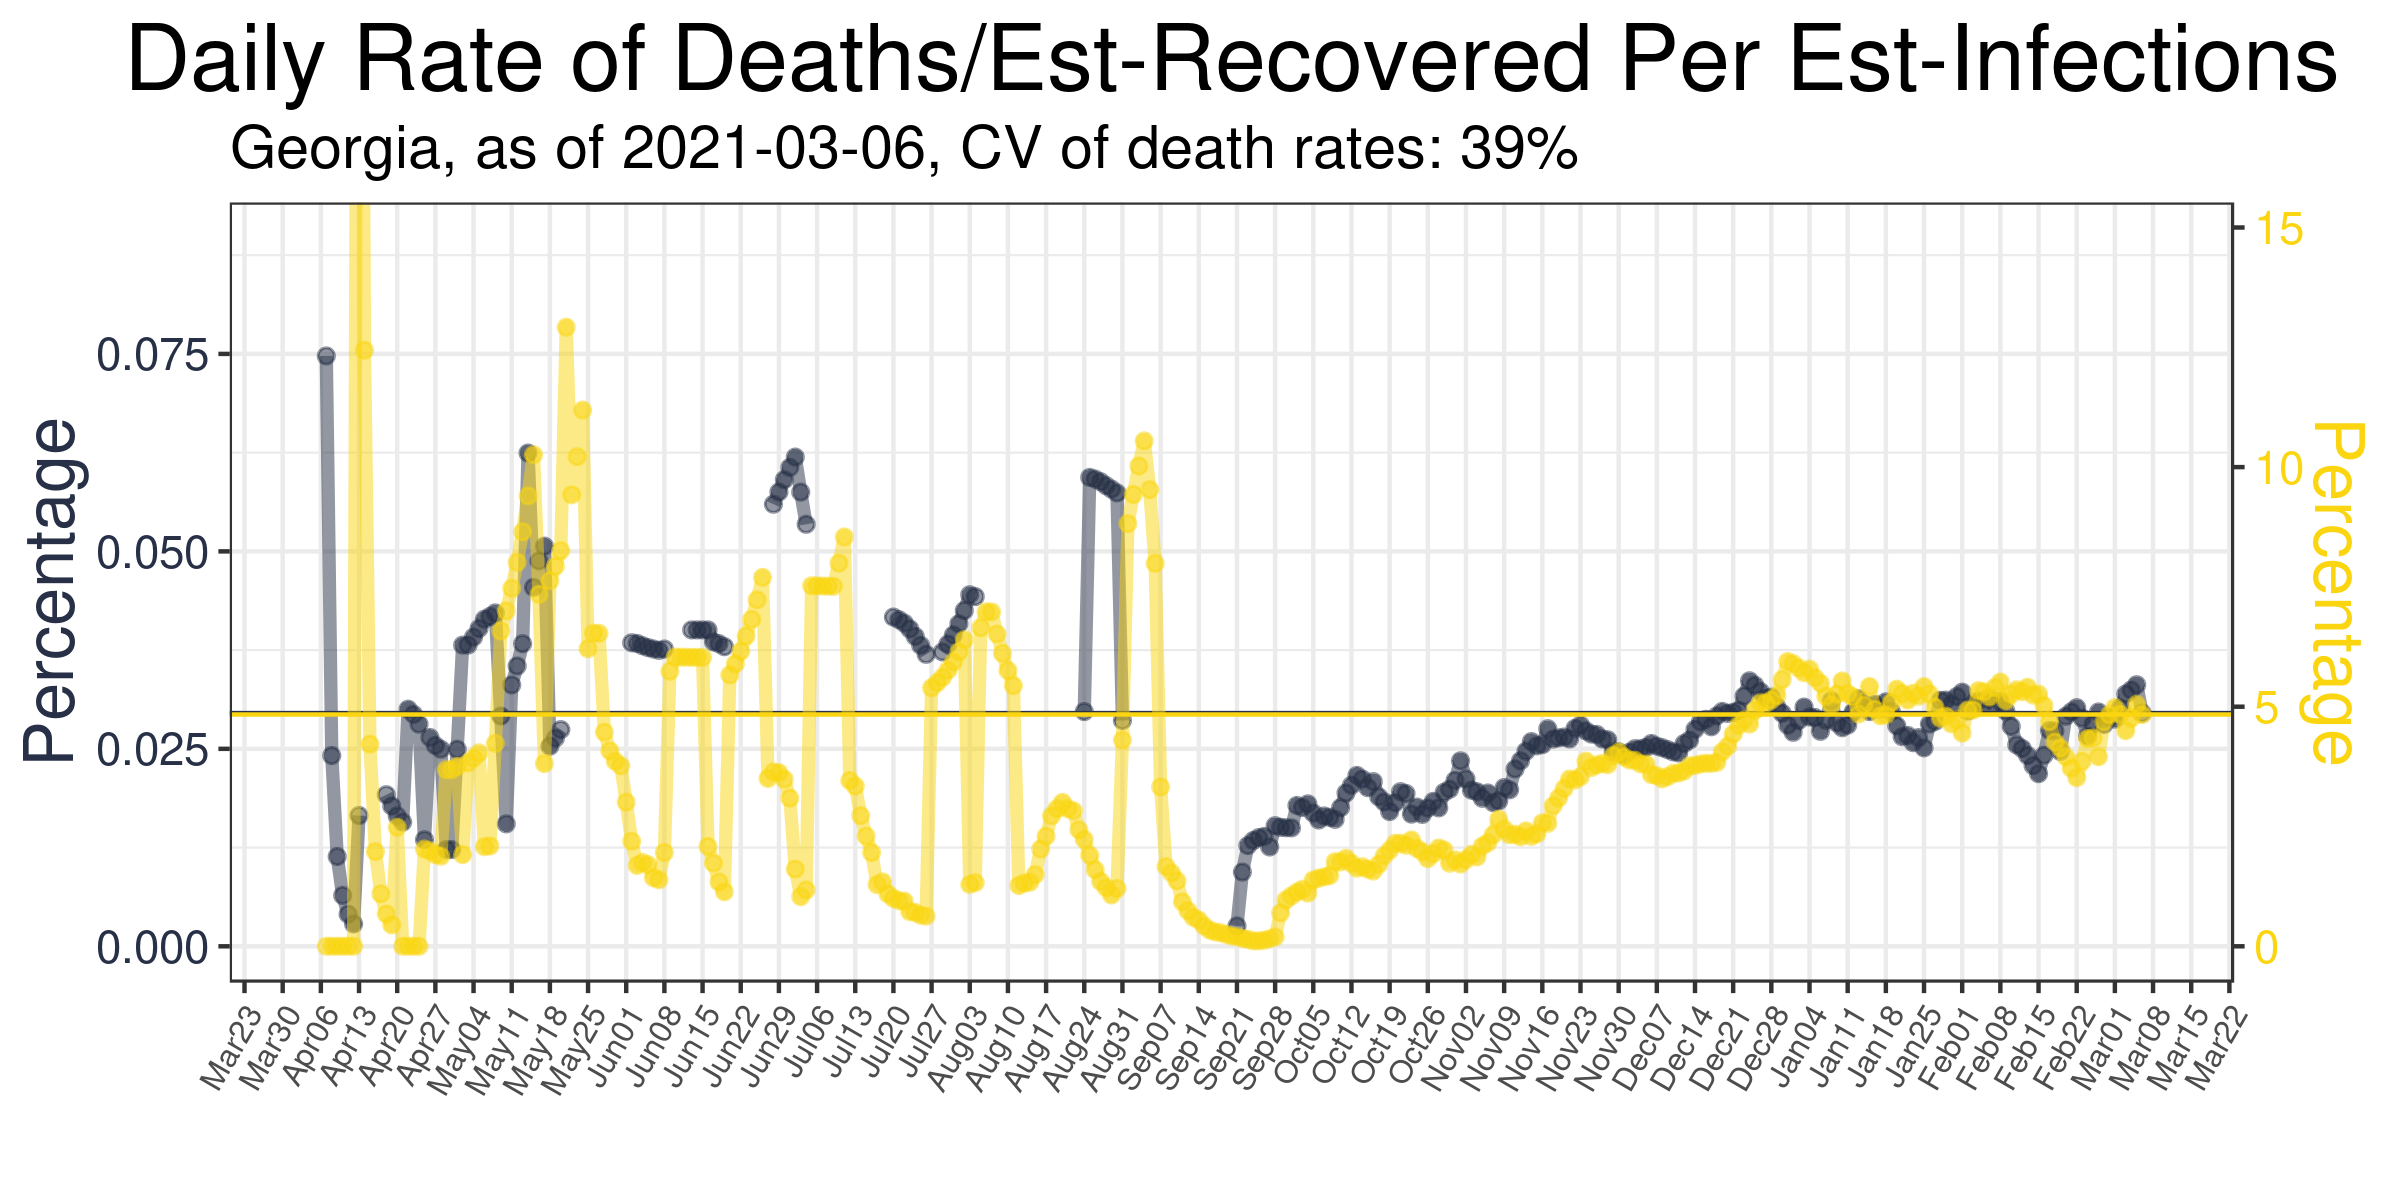 Daily Rate of Deaths/Est-Recovered Per Est-Infections
Georgia, as of 2021-03-06, CV of death rates: 39%
Percentage
0.075
0.050
0.025
0.000
15
10
5
0
Percentage
Mar23
Mar30
Apr06
Apr13
Apr20
Apr27
May04
May11
May18
May25
Jun01
Jun08
Jun15
Jun22
Jun29
Jul06
Jul13
Jul20
Jul27
Aug03
Aug10
Aug17
Aug24
Aug31
Sep07
Sep14
Sep21
Sep28
Oct05
Oct12
Oct19
Oct26
Nov02
Nov09
Nov16
Nov23
Nov30
Dec07
Dec14
Dec21
Dec28
Dec04
Jan11
Jan18
Jan25
Feb01
Feb08
Feb15
Feb22
Mar01
Mar08
Mar15
Mar22